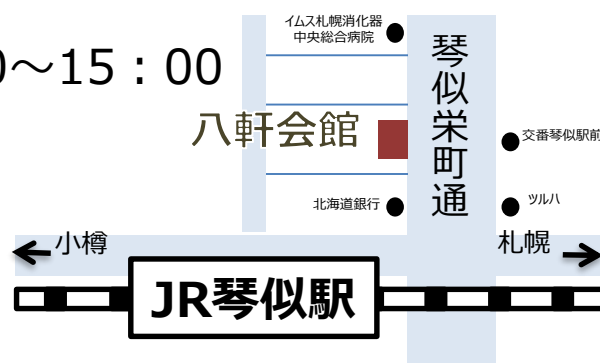 イムス札幌消化器
中央総合病院
0～15：00
八軒会館
琴似栄町通
交番琴似駅前
北海道銀行
ツルハ
小樽
札幌
JR琴似駅